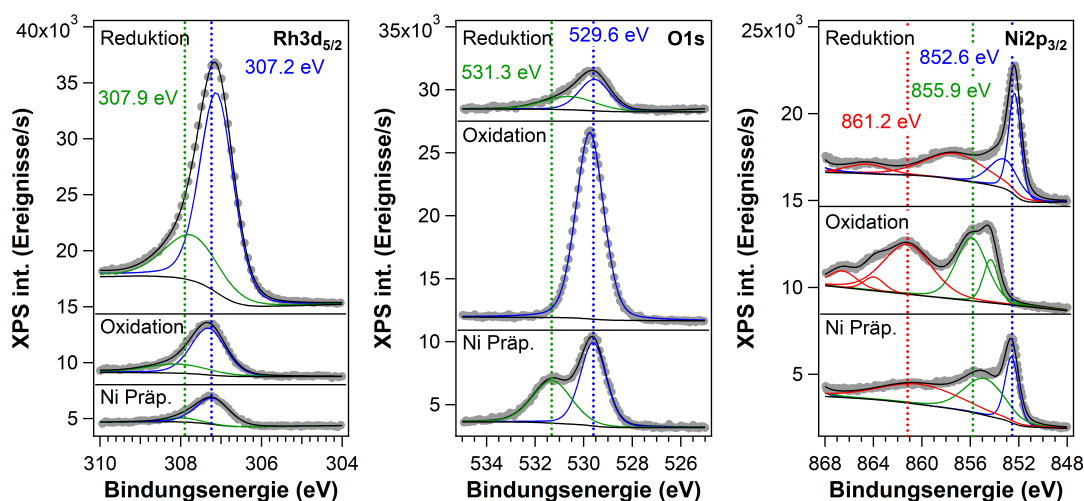 40x10³
Reduktion
Rh3d5/2
307.2 eV
307.9 eV
35
30
25
20
15
Oxidation
10
Ni Präp.
5
310
308
306
304
XPS int. (Ereignisse/s)
Bindungsenergie (eV)
35x10³
Reduktion
529.6 eV
O1s
531.3 eV
30
Oxidation
25
20
15
10
Ni Präp.
5
534
530
526
XPS int. (Ereignisse/s)
Bindungsenergie (eV)
25x10³
Reduktion
Ni2p3/2
852.6 eV
855.9 eV
861.2 eV
20
15
Oxidation
10
Ni Präp.
5
868
864
860
856
852
848
XPS int. (Ereignisse/s)
Bindungsenergie (eV)